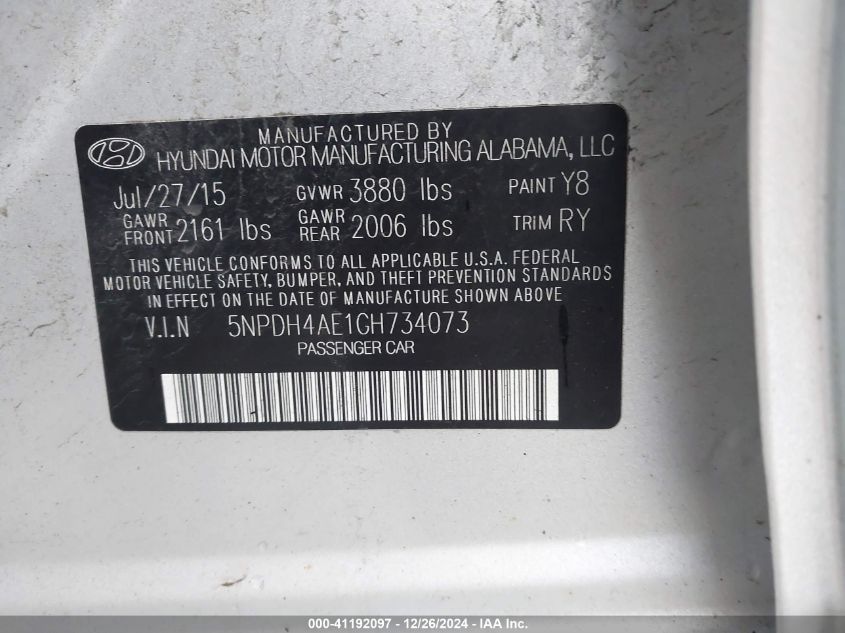 MANUFACTURED BY
HYUNDAI MOTOR MANUFACTURING ALABAMA, LLC
Jul/27/15 GVWR 3880 lbs PAINT Y8
GAWR FRONT 2161 lbs GAWR REAR 2006 lbs TRIM RY
THIS VEHICLE CONFORMS TO ALL APPLICABLE U.S.A. FEDERAL
MOTOR VEHICLE SAFETY, BUMPER, AND THEFT PREVENTION STANDARDS
IN EFFECT ON THE DATE OF MANUFACTURE SHOWN ABOVE
V.I.N 5NPDH4AE1GH734073
PASSENGER CAR
000-41192097 - 12/26/2024 - IAA Inc.